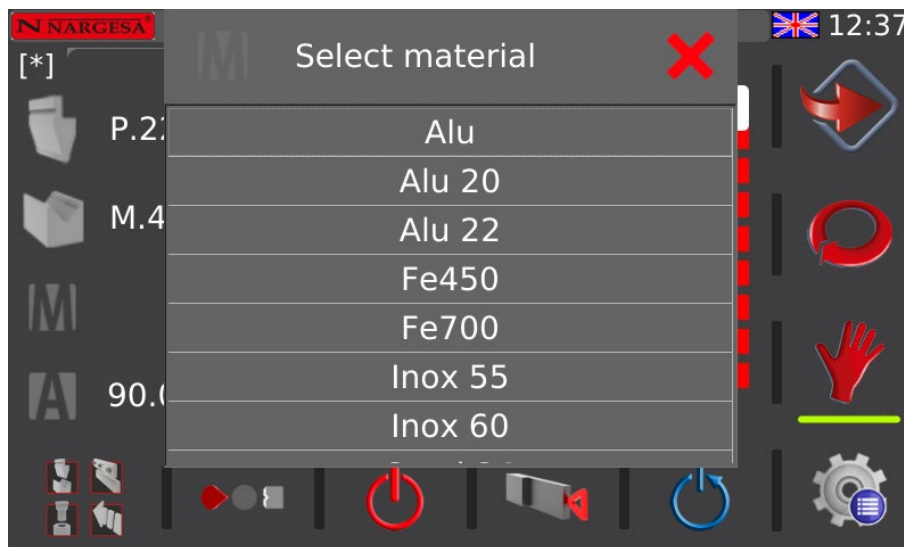 NARGESA
Select material
12:37
[*]
Alu
P.22
Alu 20
Alu 22
M.4
Fe450
Fe700
Inox 55
90.0
Inox 60